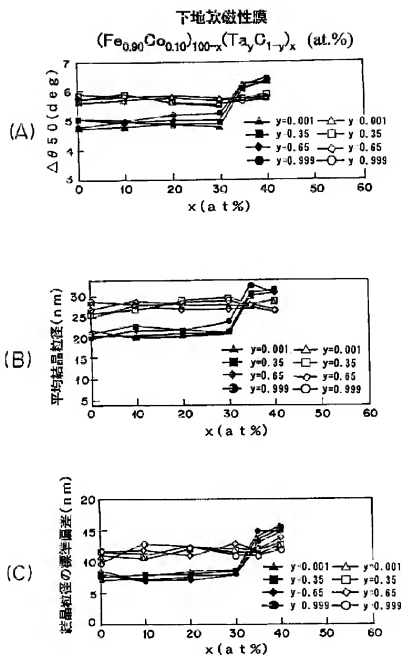 下地軟磁性膜
(Fe0.90Co0.10)100-x(TayC1-y)x (at.%)
(A)
Δθ50(deg)
7
6
5
4
3
0 10 20 30 40 50 60
x(at%)
y=0.001 y=0.001
y=0.35 y=0.35
y=0.65 y=0.65
y=0.999 y=0.999
(B)
平均結晶粒径(nm)
30
25
20
15
10
5
0 10 20 30 40 50 60
x(at%)
y=0.001 y=0.001
y=0.35 y=0.35
y=0.65 y=0.65
y=0.999 y=0.999
(C)
結晶粒径の標準偏差(nm)
20
15
10
5
0
0 10 20 30 40 50 60
x(at%)
y=0.001 y=0.001
y=0.35 y=0.35
y=0.65 y=0.65
y=0.999 y=0.999